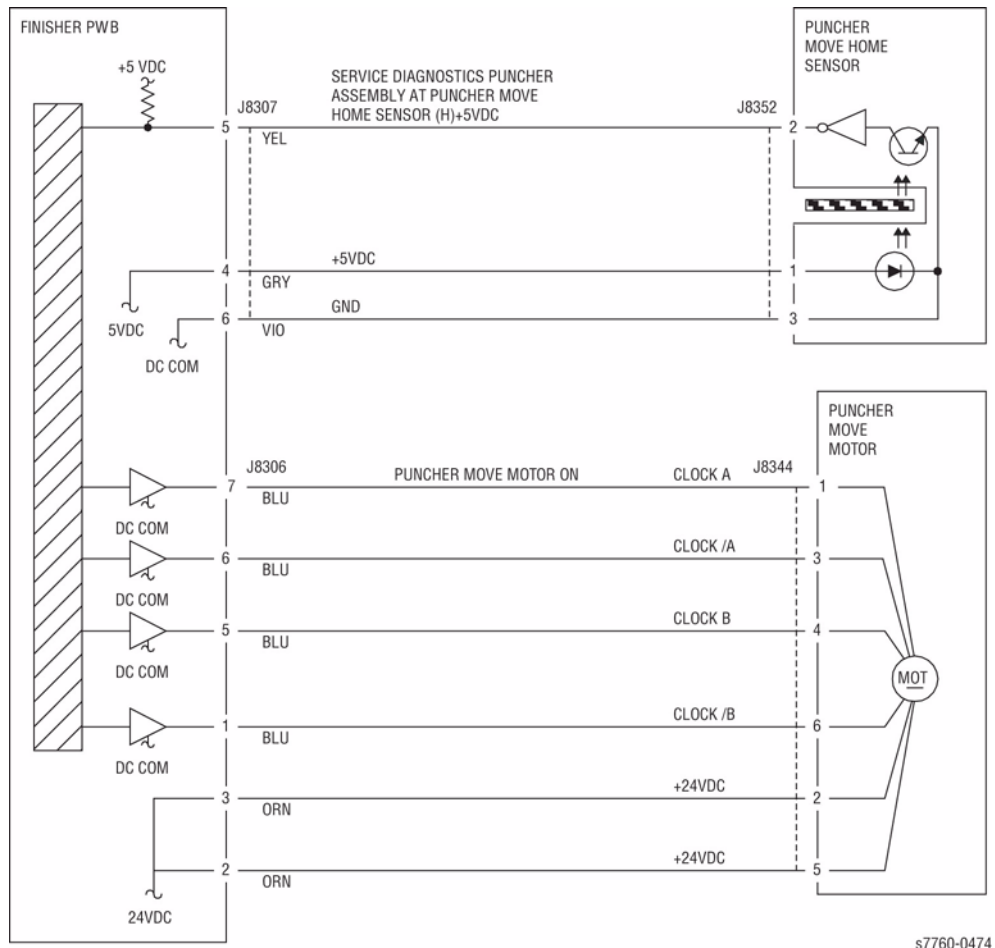 FINISHER PWB
+5 VDC
SERVICE DIAGNOSTICS PUNCHER
ASSEMBLY AT PUNCHER MOVE
HOME SENSOR (H)+5VDC
J8307
J8352
PUNCHER
MOVE HOME
SENSOR
5
YEL
2
4
+5VDC
GRY
1
5VDC
6
GND
VIO
3
DC COM
PUNCHER
MOVE
MOTOR
J8306
PUNCHER MOVE MOTOR ON
CLOCK A
J8344
7
BLU
1
DC COM
6
BLU
CLOCK /A
3
DC COM
5
BLU
CLOCK B
4
DC COM
MOT
1
BLU
CLOCK /B
6
DC COM
3
ORN
+24VDC
2
2
ORN
+24VDC
5
24VDC
s7760-0474